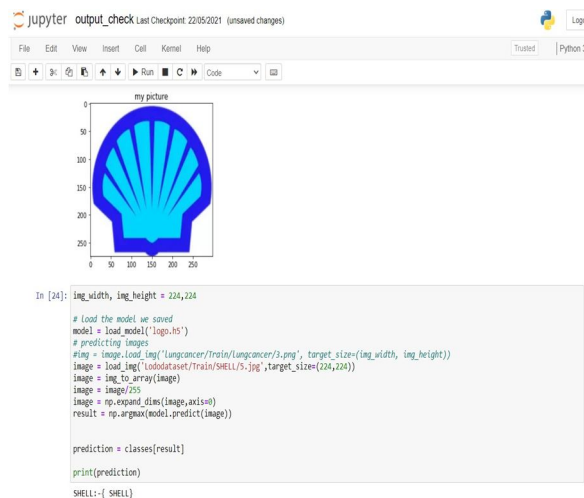 jupyter output_check Last Checkpoint: 22/05/2021 (unsaved changes)
File Edit View Insert Cell Kernel Help Trusted Python 3
Run Code
my picture
0
50
100
150
200
250
0 50 100 150 200 250
In [24]: img_width, img_height = 224,224
# load the model we saved
model = load_model('logo.h5')
# predicting images
#img = image.load_img('Lungcancer/Train/lungcancer/3.png', target_size=(img_width, img_height))
image = load_img('Lododataset/Train/SHELL/5.jpg',target_size=(224,224))
image = img_to_array(image)
image = image/255
image = np.expand_dims(image,axis=0)
result = np.argmax(model.predict(image))
prediction = classes[result]
print(prediction)
SHELL:-{ SHELL}